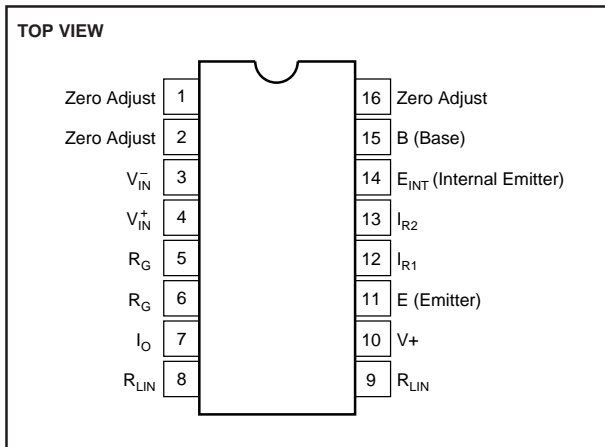 TOP VIEW
Zero Adjust 1 16 Zero Adjust
Zero Adjust 2 15 B (Base)
V⁻IN 3 14 EINT (Internal Emitter)
V⁺IN 4 13 IR2
RG 5 12 IR1
RG 6 11 E (Emitter)
IO 7 10 V+
RLIN 8 9 RLIN